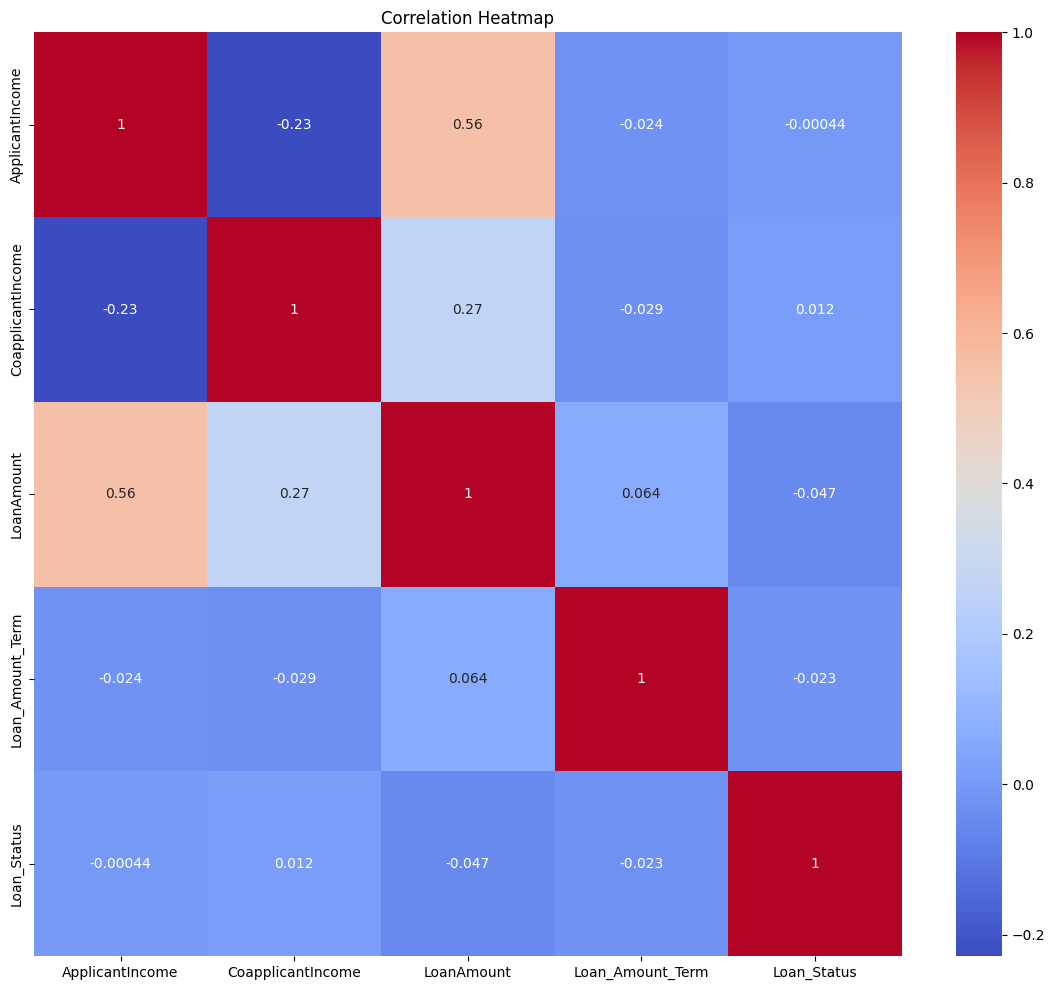 Correlation Heatmap
ApplicantIncome
1
-0.23
0.56
-0.024
-0.00044
CoapplicantIncome
-0.23
1
0.27
-0.029
0.012
LoanAmount
0.56
0.27
1
0.064
-0.047
Loan_Amount_Term
-0.024
-0.029
0.064
1
-0.023
Loan_Status
-0.00044
0.012
-0.047
-0.023
1
ApplicantIncome
CoapplicantIncome
LoanAmount
Loan_Amount_Term
Loan_Status
1.0
0.8
0.6
0.4
0.2
0.0
−0.2